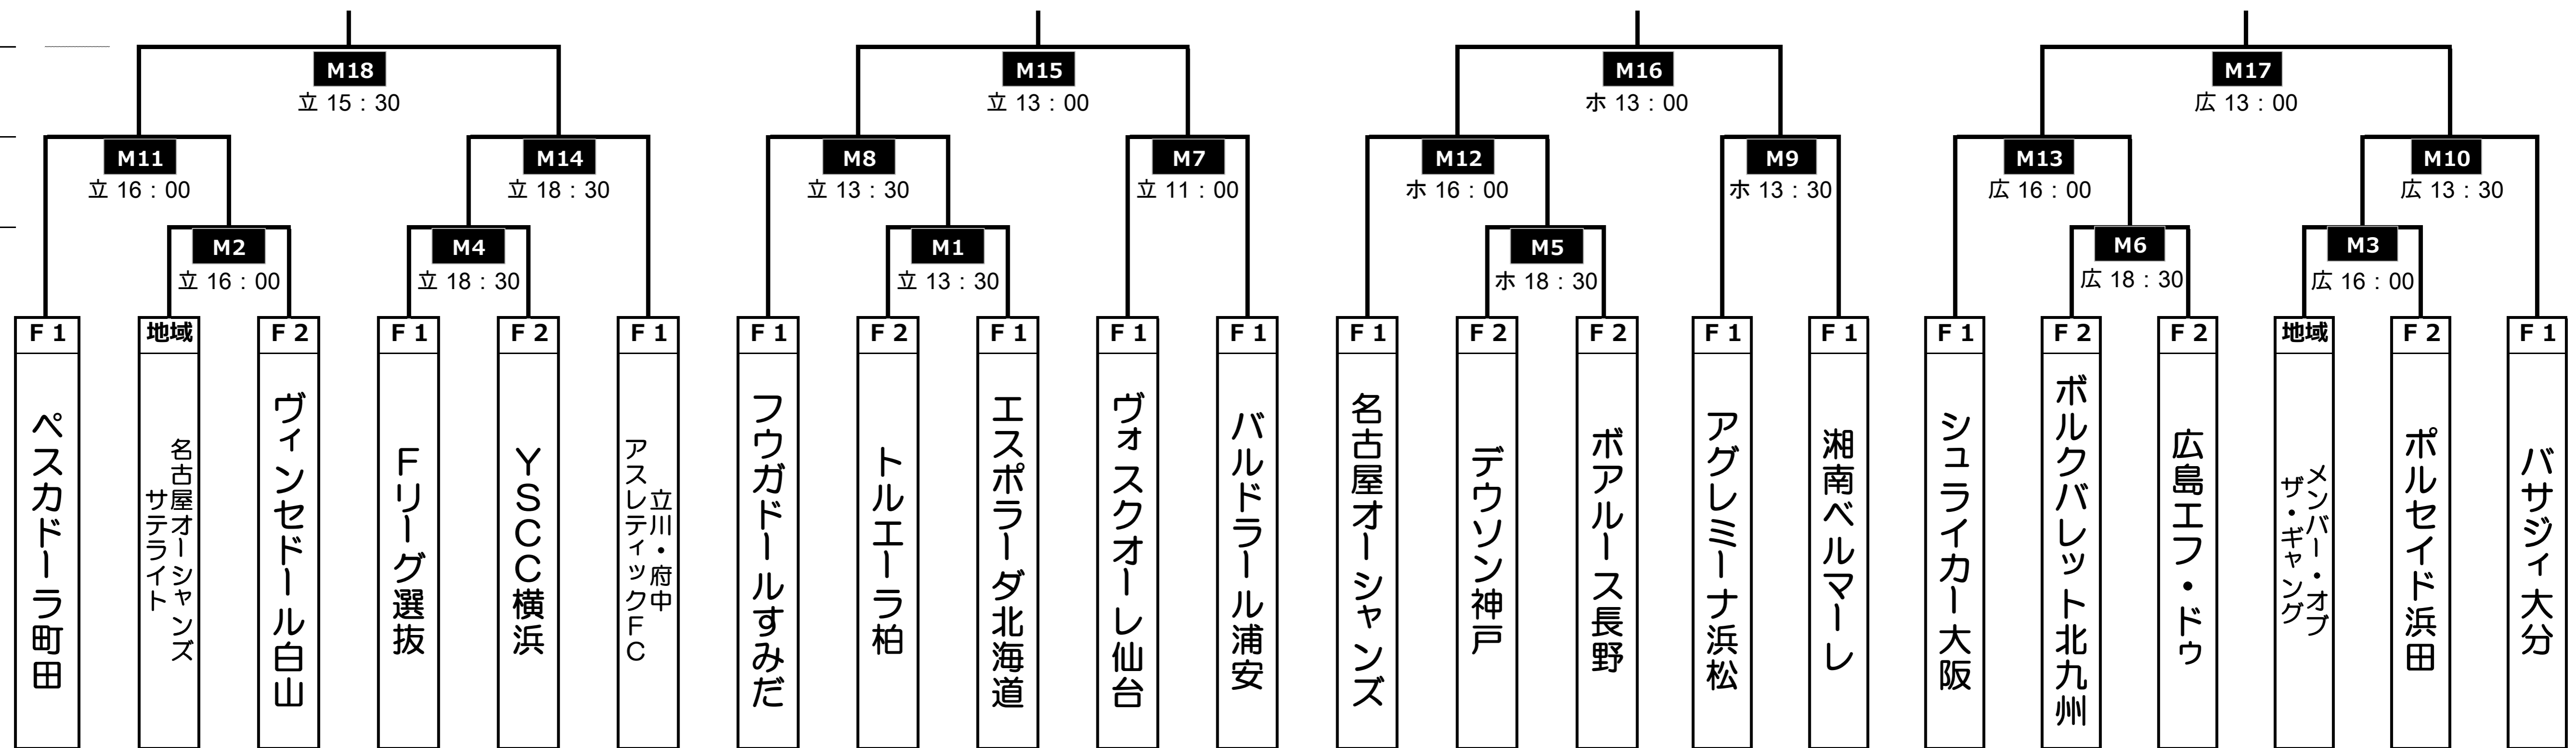 M18
立 15：30
M15
立 13：00
M16
ホ 13：00
M17
広 13：00
M11
立 16：00
M14
立 18：30
M8
立 13：30
M7
立 11：00
M12
ホ 16：00
M9
ホ 13：30
M13
広 16：00
M10
広 13：30
M2
立 16：00
M4
立 18：30
M1
立 13：30
M5
ホ 18：30
M6
広 18：30
M3
広 16：00
F１
ペスカドーラ町田
地域
名古屋オーシャンズ
サテライト
F２
ヴィンセドール白山
F１
Fリーグ選抜
F２
YSCC横浜
F１
立川・府中
アスレティックFC
F１
フウガドールすみだ
F２
トルエーラ柏
F１
エスポラーダ北海道
F１
ヴォスクオーレ仙台
F１
バルドラール浦安
F１
名古屋オーシャンズ
F２
デウソン神戸
F２
ボアルース長野
F１
アグレミーナ浜松
F１
湘南ベルマーレ
F１
シュライカー大阪
F２
ボルクバレット北九州
F２
広島エフ・ドゥ
地域
メンバー・オブ
ザ・ギャング
F２
ポルセイド浜田
F１
バサジィ大分